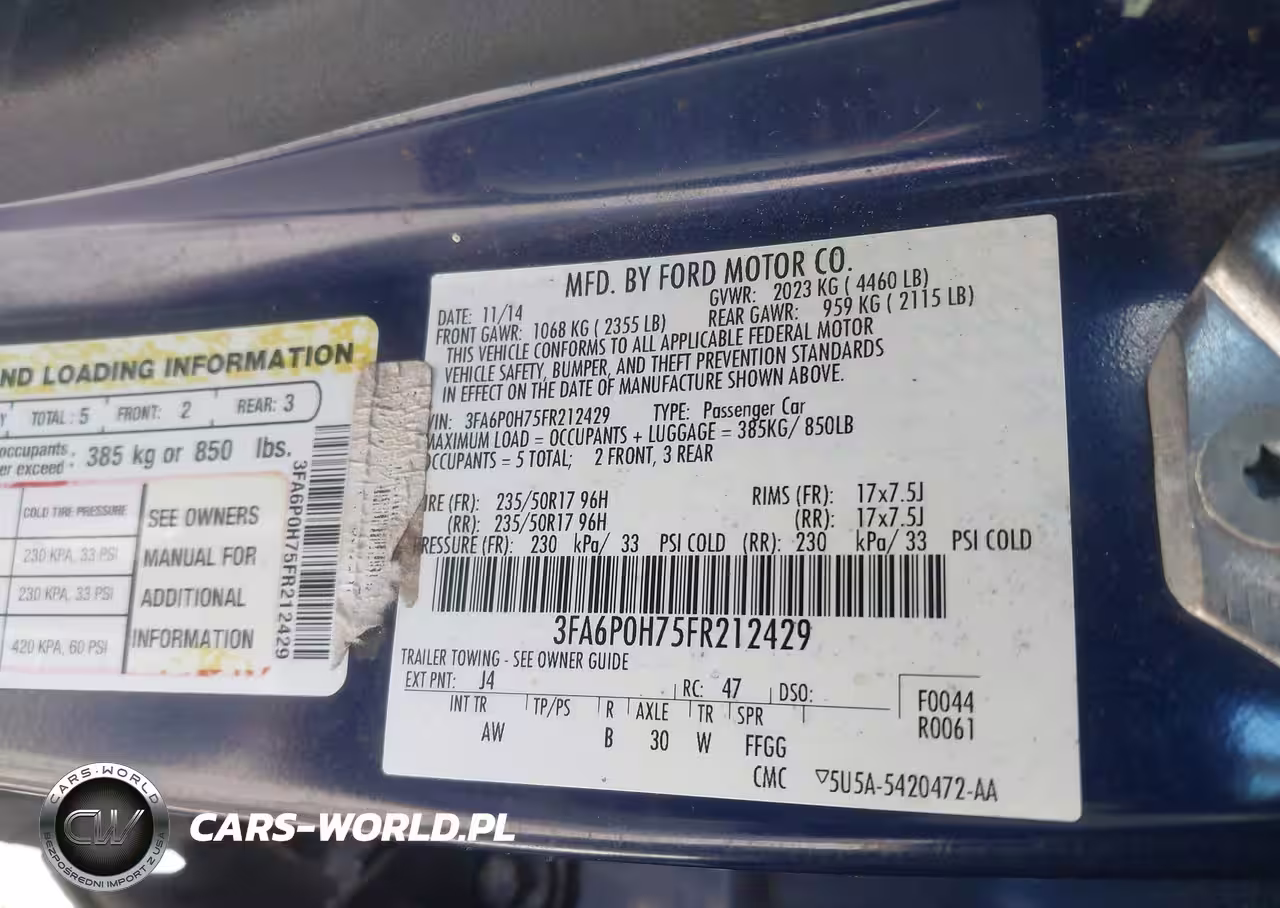 ND LOADING INFORMATION
TOTAL : 5 FRONT: 2 REAR: 3
occupants
er exceed 385 kg or 850 lbs.
COLD TIRE PRESSURE
230 KPA, 33 PSI
230 KPA, 33 PSI
420 KPA, 60 PSI
SEE OWNERS
MANUAL FOR
ADDITIONAL
INFORMATION
3FA6P0H75FR212429
MFD. BY FORD MOTOR CO.
DATE: 11/14 GVWR: 2023 KG ( 4460 LB)
FRONT GAWR: 1068 KG ( 2355 LB) REAR GAWR: 959 KG ( 2115 LB)
THIS VEHICLE CONFORMS TO ALL APPLICABLE FEDERAL MOTOR
VEHICLE SAFETY, BUMPER, AND THEFT PREVENTION STANDARDS
IN EFFECT ON THE DATE OF MANUFACTURE SHOWN ABOVE.
VIN: 3FA6P0H75FR212429 TYPE: Passenger Car
MAXIMUM LOAD = OCCUPANTS + LUGGAGE = 385KG/ 850LB
OCCUPANTS = 5 TOTAL; 2 FRONT, 3 REAR
IRE (FR): 235/50R17 96H RIMS (FR): 17x7.5J
(RR): 235/50R17 96H (RR): 17x7.5J
PRESSURE (FR): 230 kPa/ 33 PSI COLD (RR): 230 kPa/ 33 PSI COLD
3FA6P0H75FR212429
TRAILER TOWING - SEE OWNER GUIDE
EXT PNT: J4 RC: 47 DSO:
F0044
R0061
INT TR TP/PS R AXLE TR SPR
AW B 30 W FFGG
CMC 5U5A-5420472-AA
CARS-WORLD
CW
BEZPOŚREDNI IMPORT Z USA
CARS-WORLD.PL